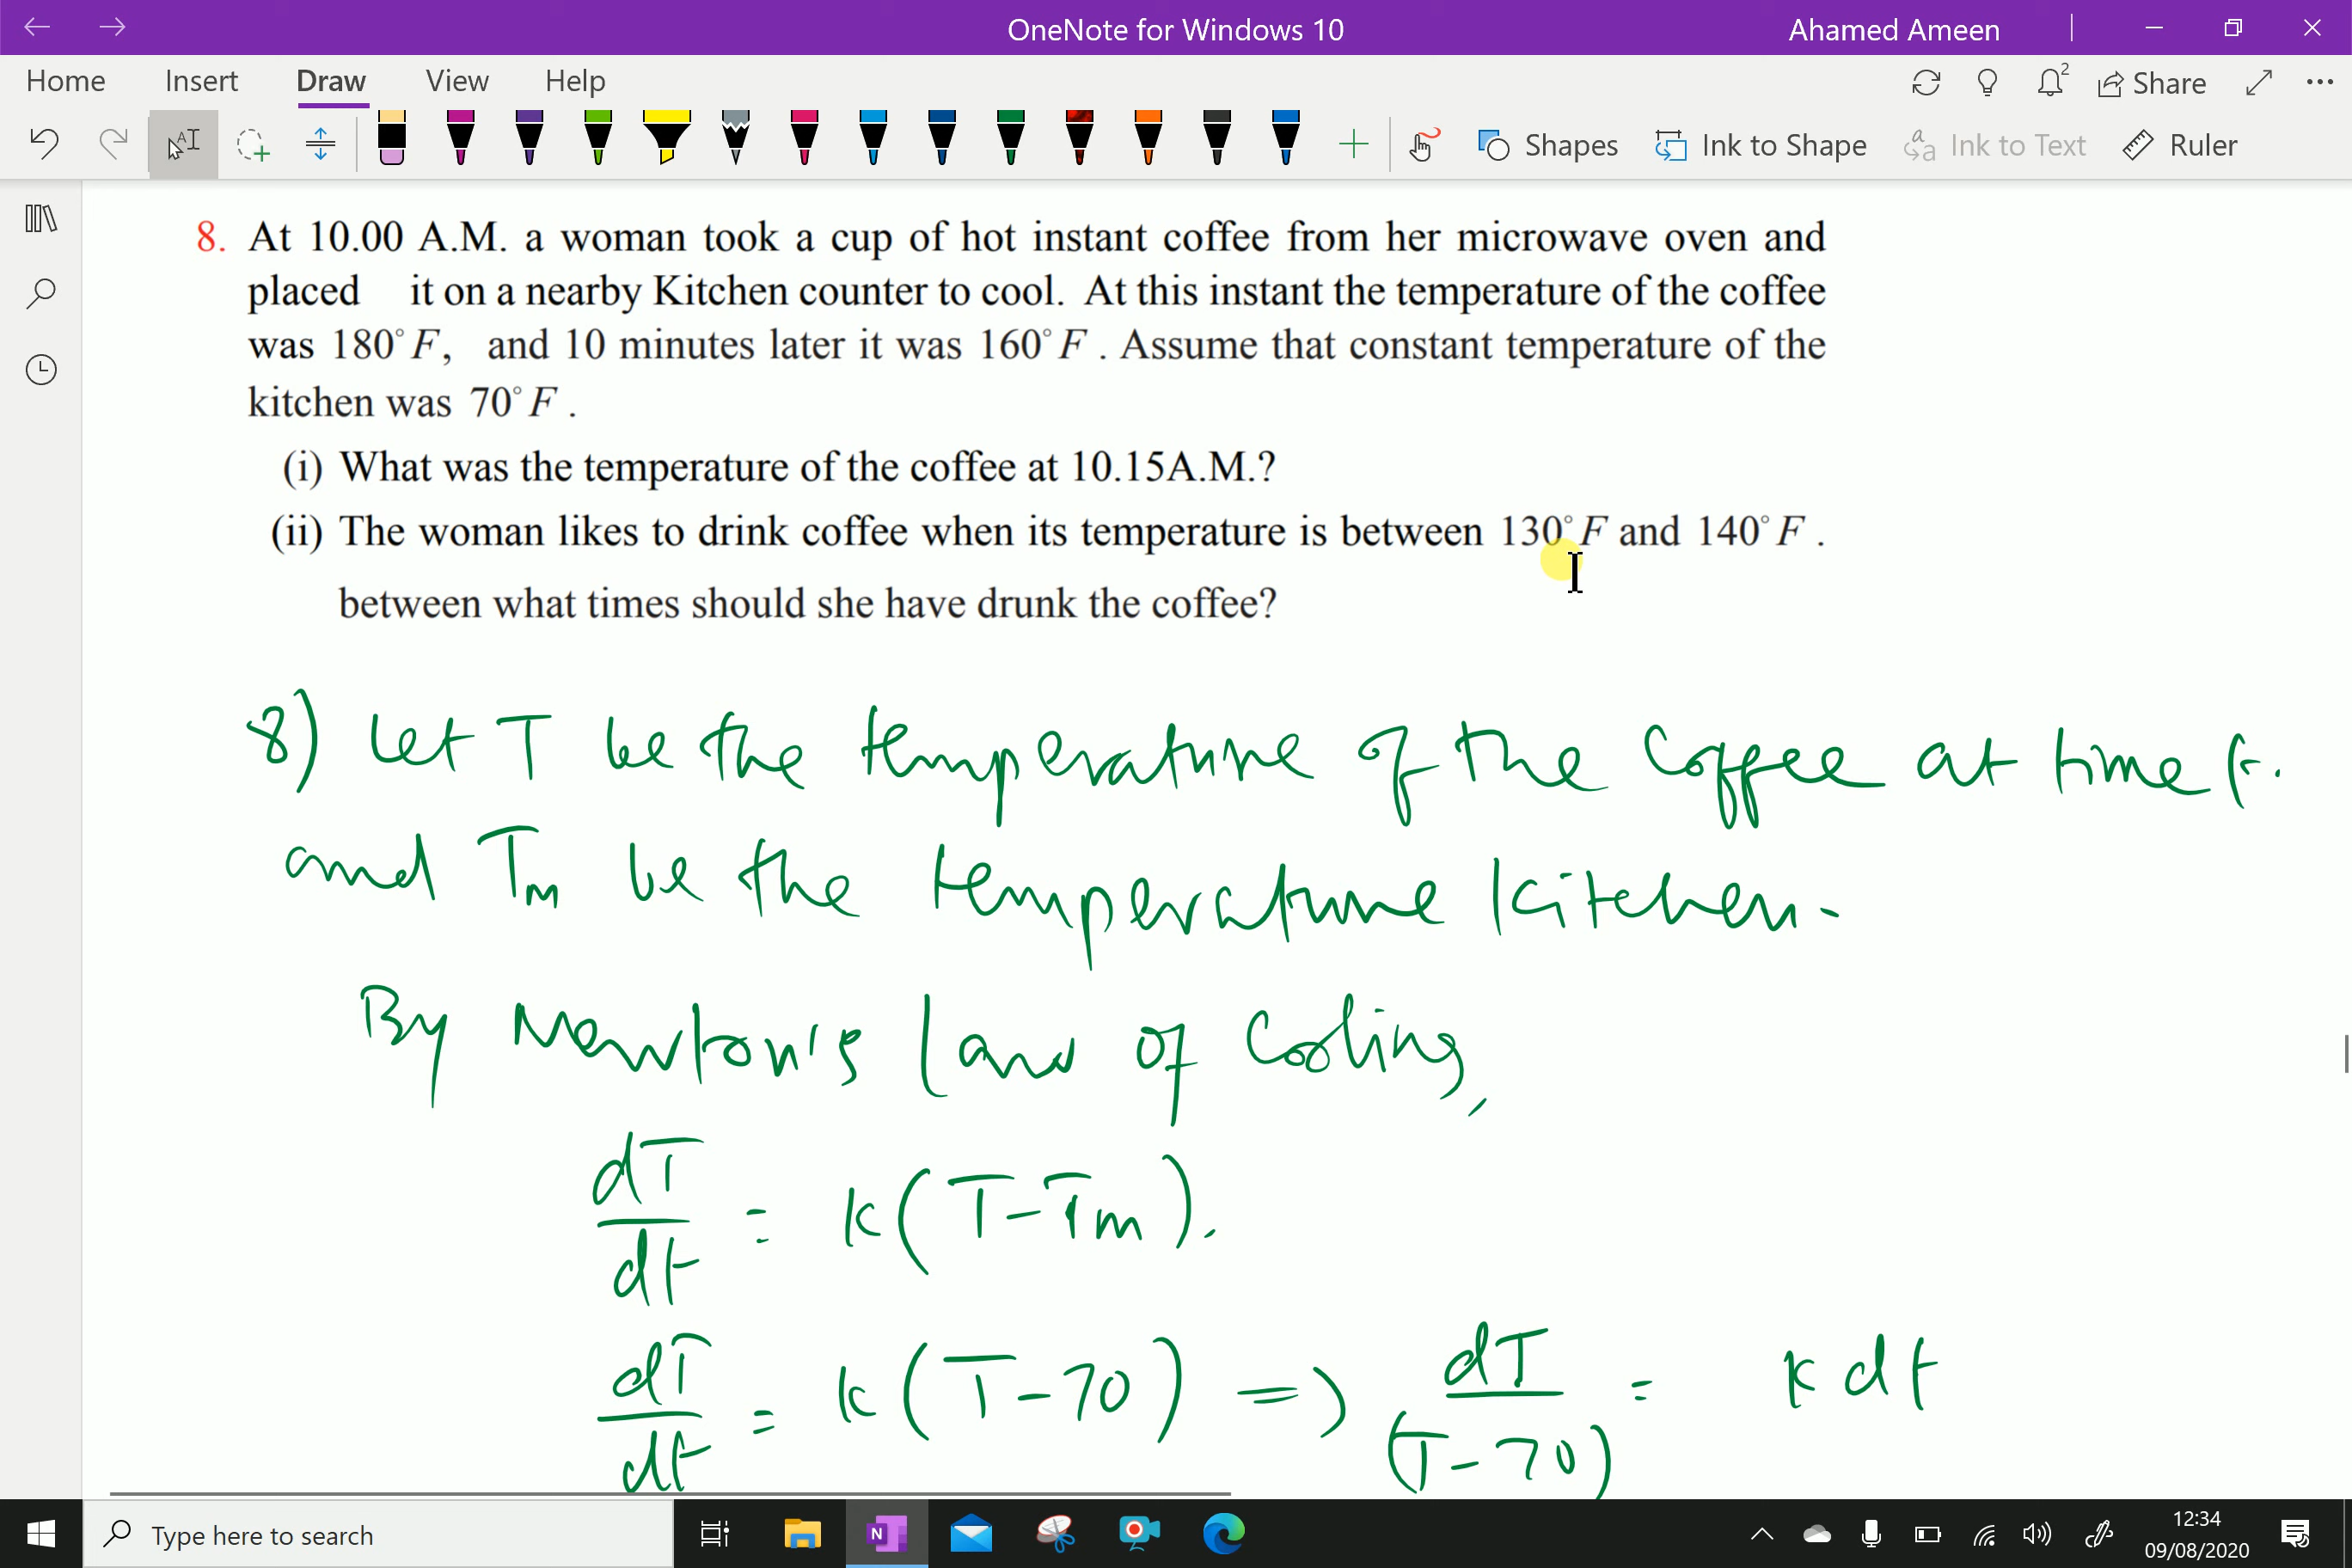 OneNote for Windows 10
Ahamed Ameen
Home Insert Draw View Help
2 Share
Shapes Ink to Shape Ink to Text Ruler
8. At 10.00 A.M. a woman took a cup of hot instant coffee from her microwave oven and
placed it on a nearby Kitchen counter to cool. At this instant the temperature of the coffee
was 180° F, and 10 minutes later it was 160° F . Assume that constant temperature of the
kitchen was 70° F .
(i) What was the temperature of the coffee at 10.15A.M.?
(ii) The woman likes to drink coffee when its temperature is between 130° F and 140° F .
between what times should she have drunk the coffee?
8) Let T be the temperature of the coffee at time t.
and Tm be the temperature kitchen.
By Newton's law of cooling,
dT/dt = k(T-Tm).
dT/dt = k(T-70) => dT/(T-70) = k dt
Type here to search
12:34
09/08/2020